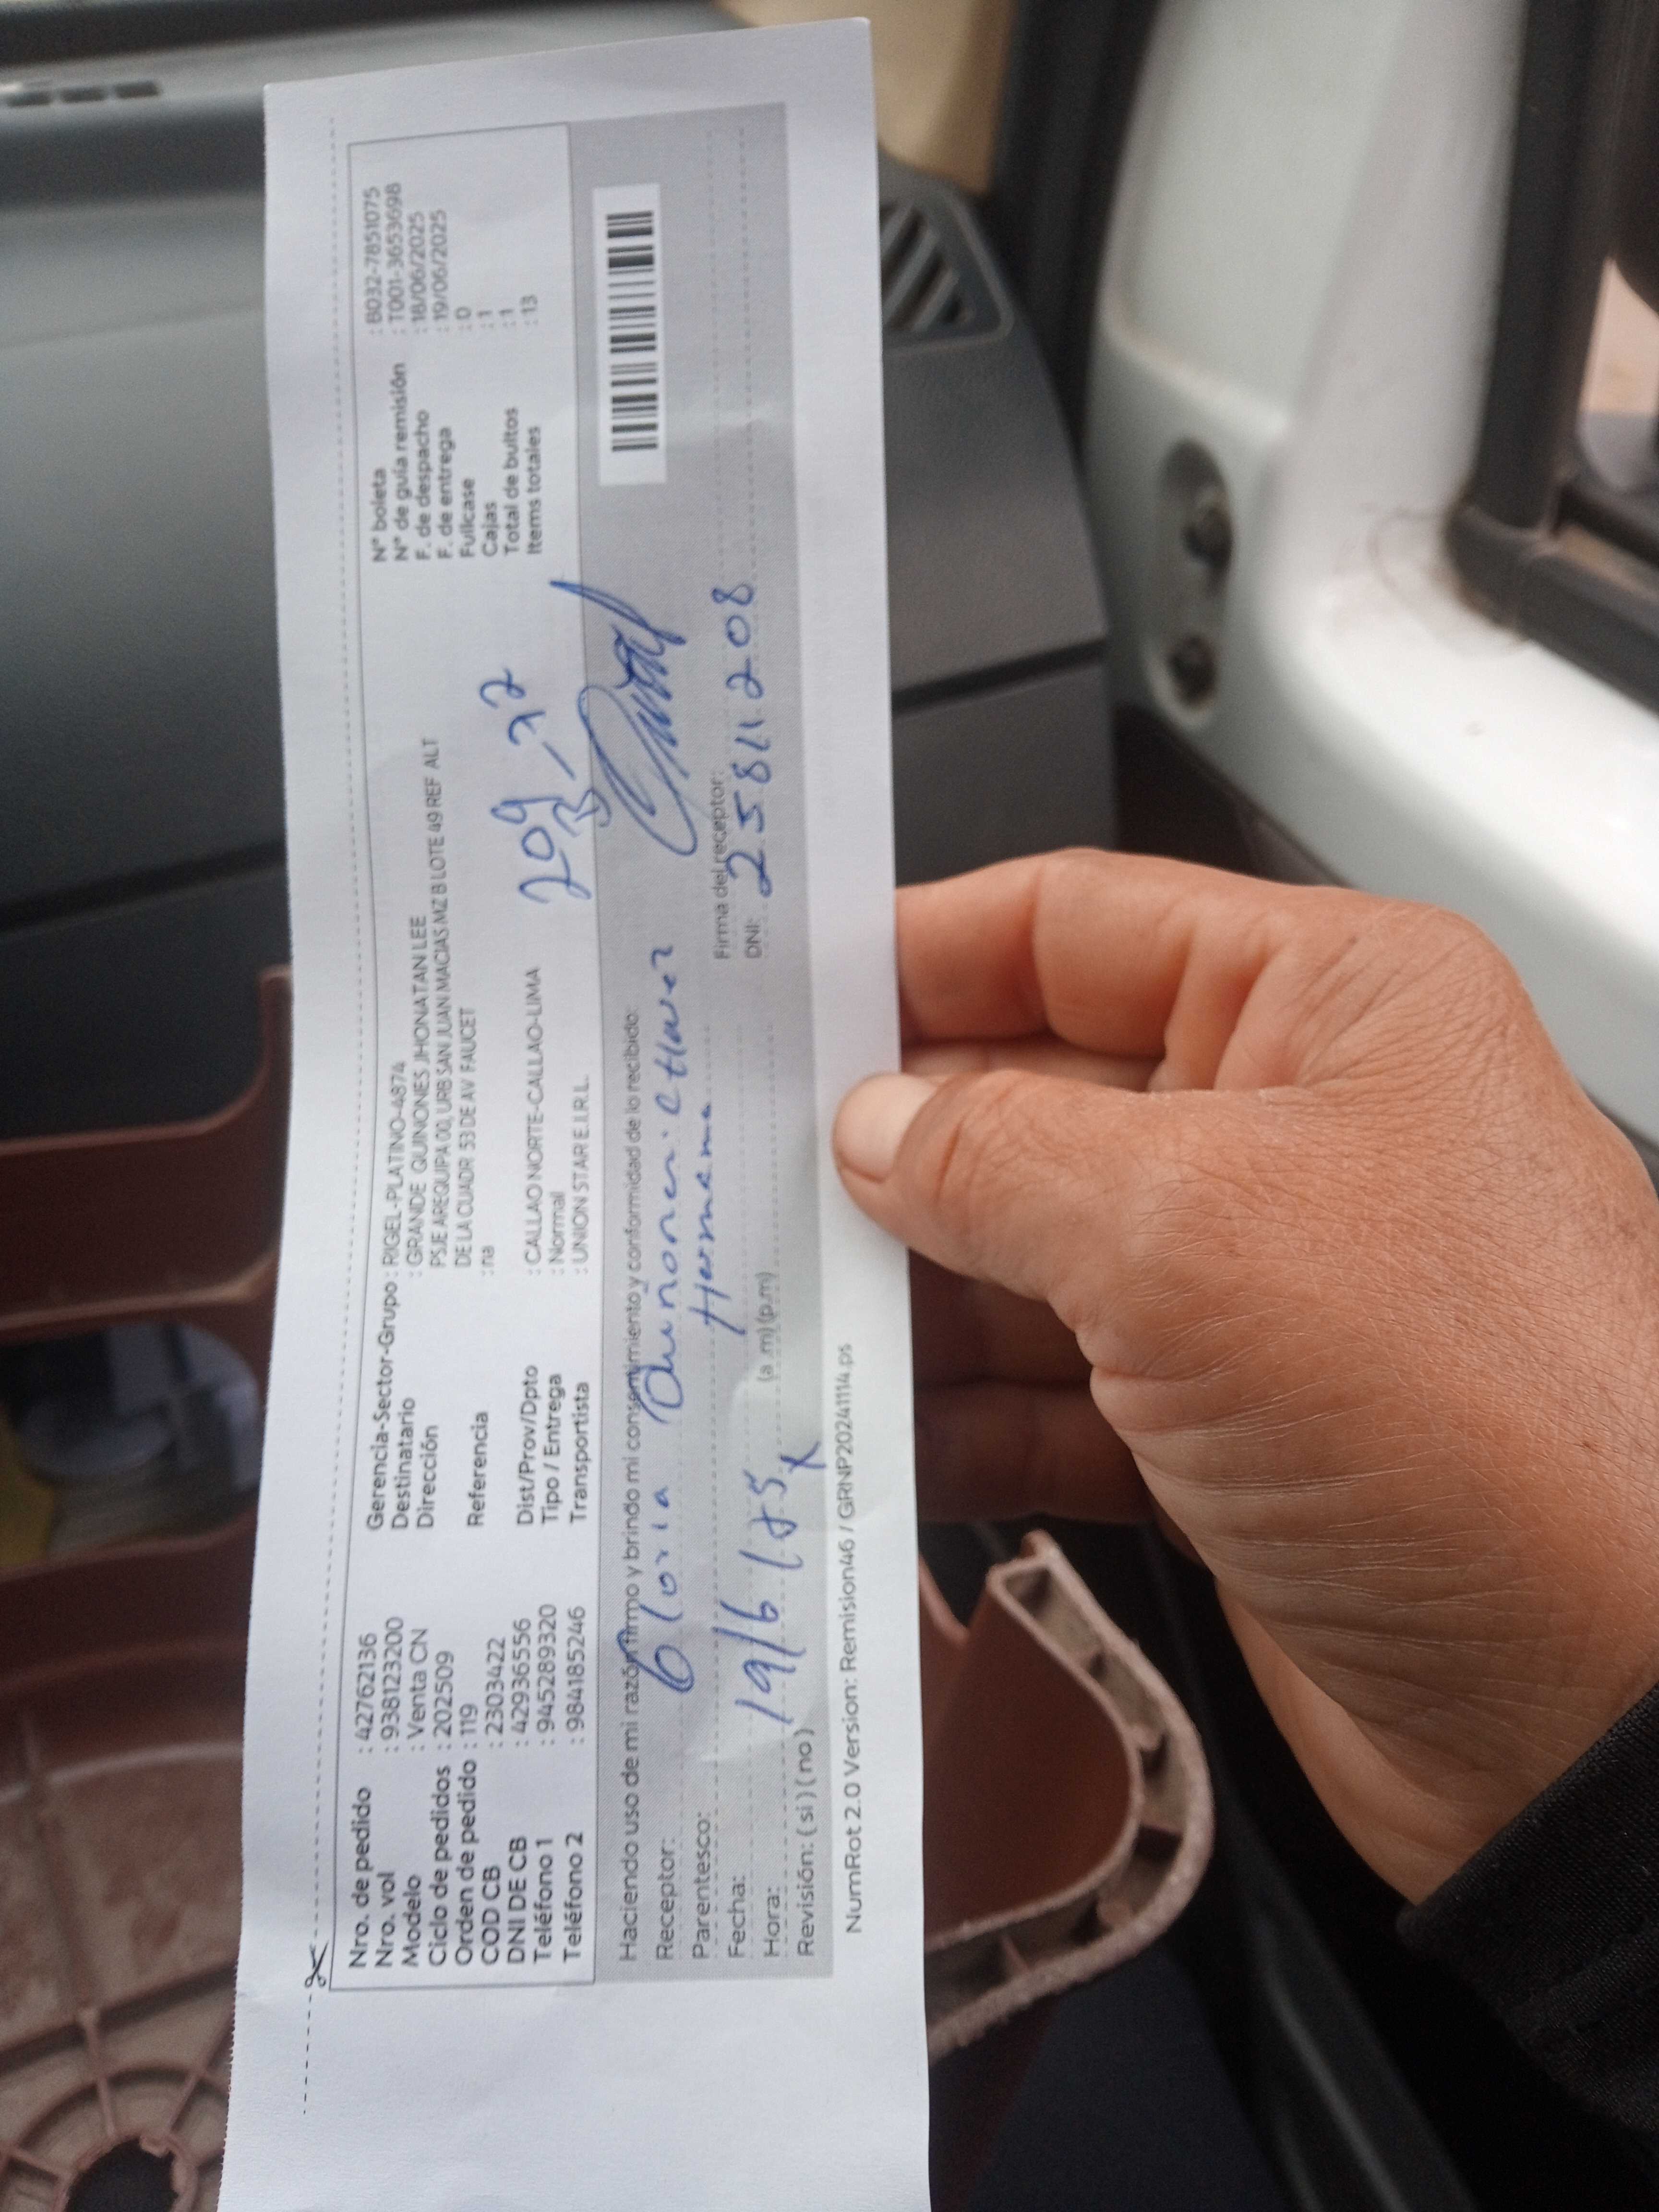 Nro. de pedido : 42762136
Nro. vol : 938123200
Modelo : Venta CN
Ciclo de pedidos : 202509
Orden de pedido : 119
COD CB : 2303422
DNI DE CB : 42936556
Teléfono 1 : 945289320
Teléfono 2 : 984185246
Gerencia-Sector-Grupo : RIGEL-PLATINO-4874
Destinatario : GRANDE QUINONES JHONATAN LEE
Dirección PSJE AREQUIPA 00, URB SAN JUAN MACIAS MZ B LOTE 49 REF ALT
DE LA CUADR 53 DE AV FAUCET
Referencia : na
Dist/Prov/Dpto : CALLAO NORTE-CALLAO-LIMA
Tipo / Entrega : Normal
Transportista : UNION STAR E.I.R.L.
N° boleta : B032-7851075
N° de guía remisión : T001-3653698
F. de despacho : 18/06/2025
F. de entrega : 19/06/2025
Fullcase : 0
Cajas : 1
Total de bultos : 1
Items totales : 13
209
Haciendo uso de mi razón firmo y brindo mi consentimiento y conformidad de lo recibido:
Receptor: Gloria Quiñonez
Parentesco: Hermana
Firma del receptor:
Fecha: 19/6/25
DNI: 25811208
Hora: (a.m) (p.m)
Revisión: ( si ) ( no )
NumRot 2.0 Version: Remision46 / GRNP20241114.ps